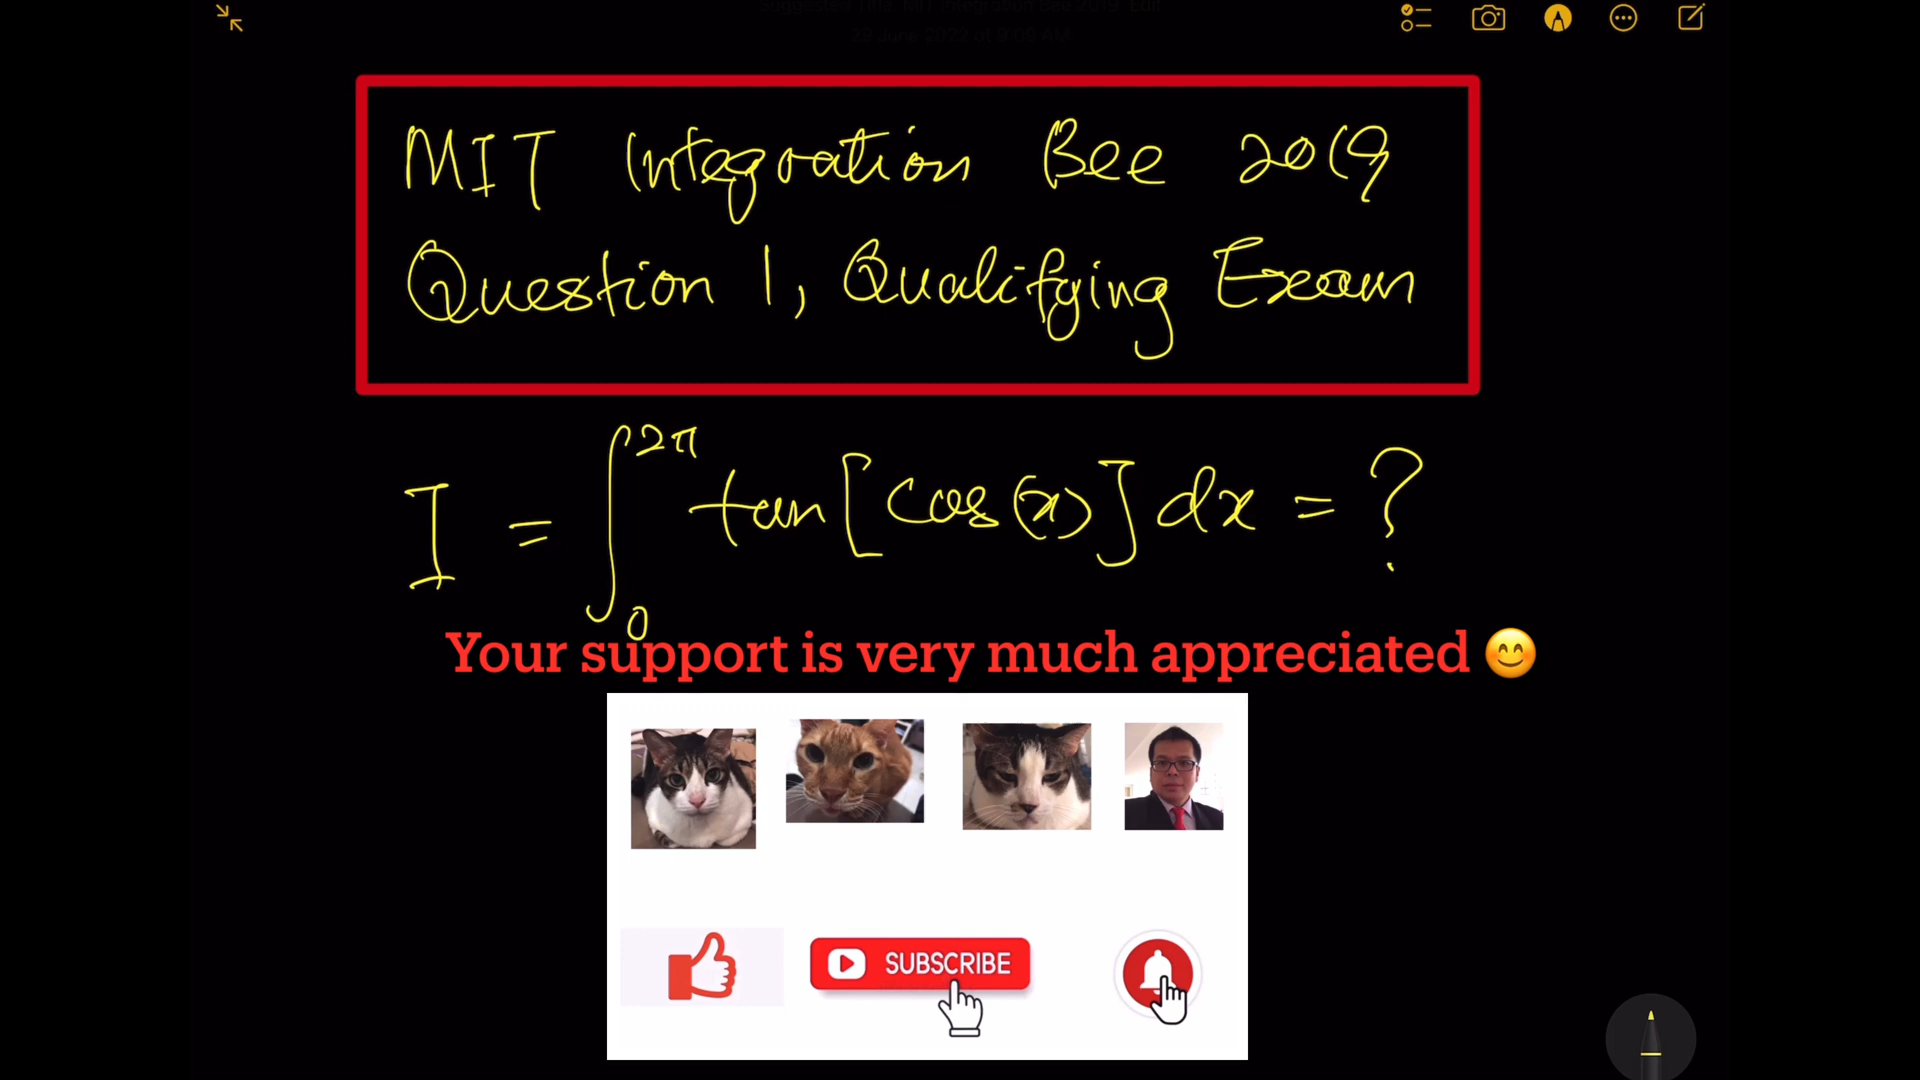 MIT Integration Bee 2019
Question 1, Qualifying Exam
I = ∫₀^2π tan[cos(x)] dx = ?
Your support is very much appreciated 😊
SUBSCRIBE